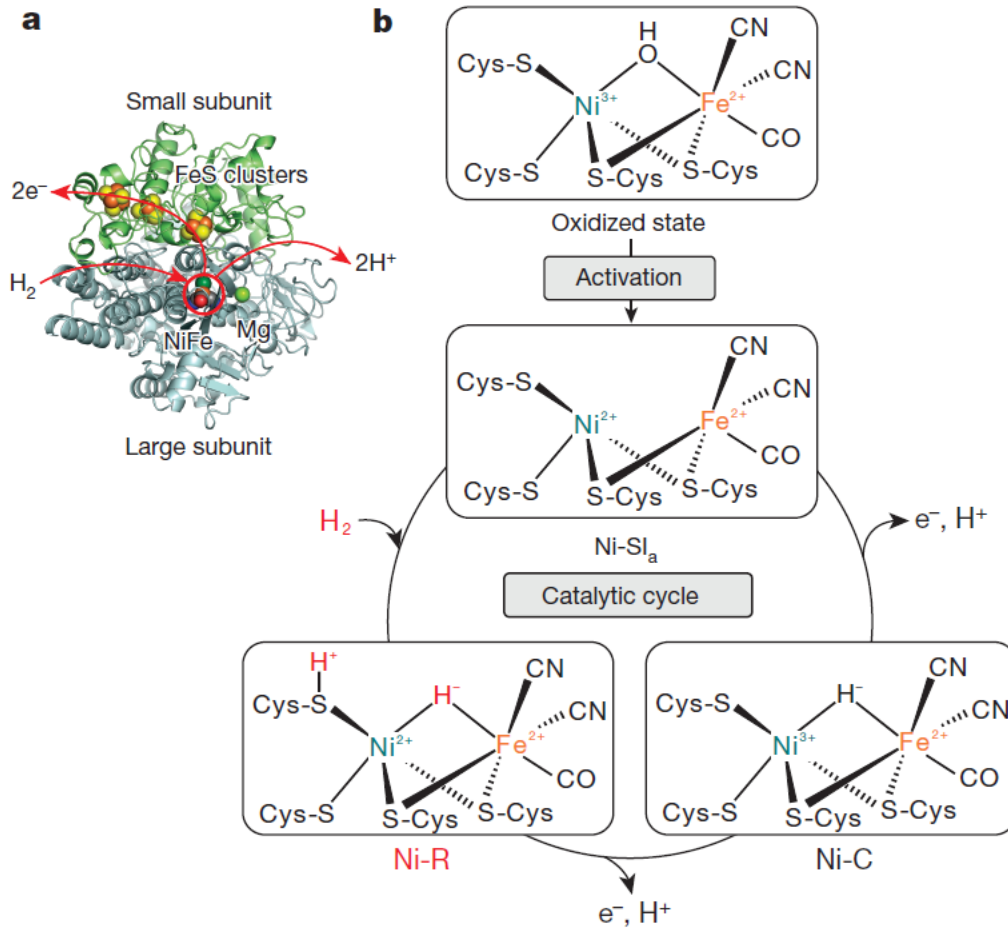 a
Small subunit
FeS clusters
2e⁻
H₂
2H⁺
NiFe
Mg
Large subunit
b
H
O
CN
CN
CO
Cys-S
Ni³⁺
Fe²⁺
Cys-S
S-Cys
S-Cys
Oxidized state
Activation
CN
CN
CO
Cys-S
Ni²⁺
Fe²⁺
Cys-S
S-Cys
S-Cys
Ni-SIₐ
H₂
e⁻, H⁺
Catalytic cycle
H⁺
Cys-S
H⁻
CN
CN
CO
Ni²⁺
Fe²⁺
Cys-S
S-Cys
S-Cys
Ni-R
Cys-S
H⁻
CN
CN
CO
Ni³⁺
Fe²⁺
Cys-S
S-Cys
S-Cys
Ni-C
e⁻, H⁺